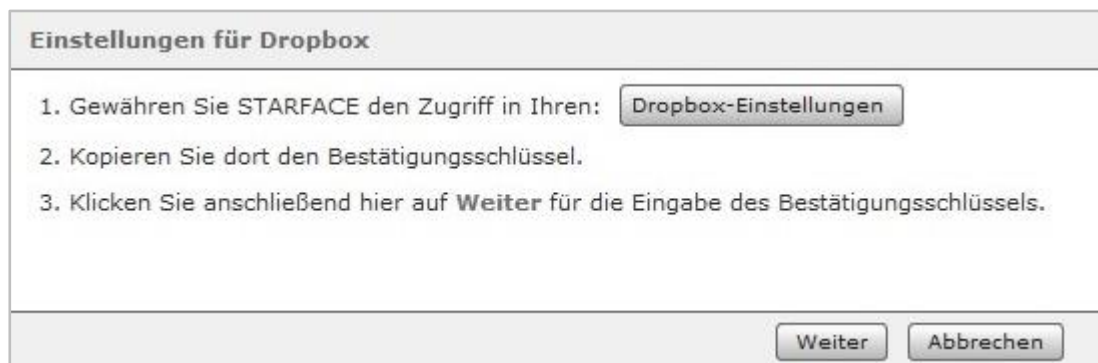 Einstellungen für Dropbox
1. Gewähren Sie STARFACE den Zugriff in Ihren: Dropbox-Einstellungen
2. Kopieren Sie dort den Bestätigungsschlüssel.
3. Klicken Sie anschließend hier auf Weiter für die Eingabe des Bestätigungsschlüssels.
Weiter Abbrechen